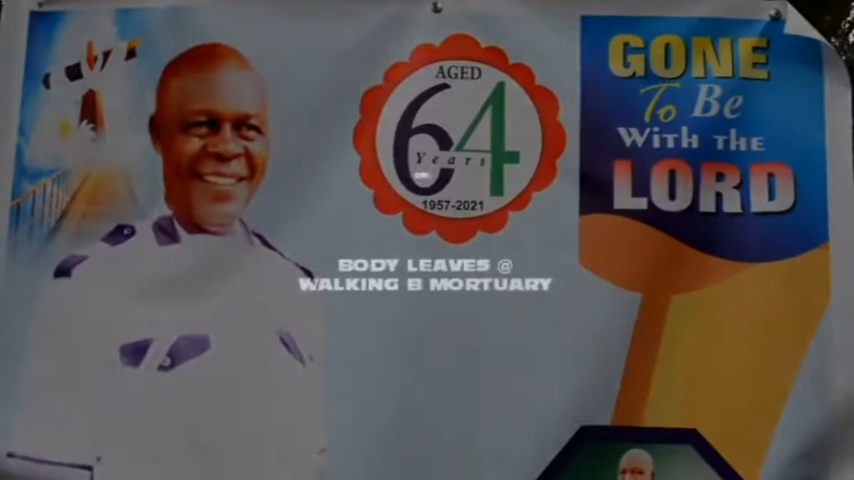 AGED
64
Years
1957-2021
GONE
To Be
WITH THE
LORD
BODY LEAVES @
WALKING B MORTUARY